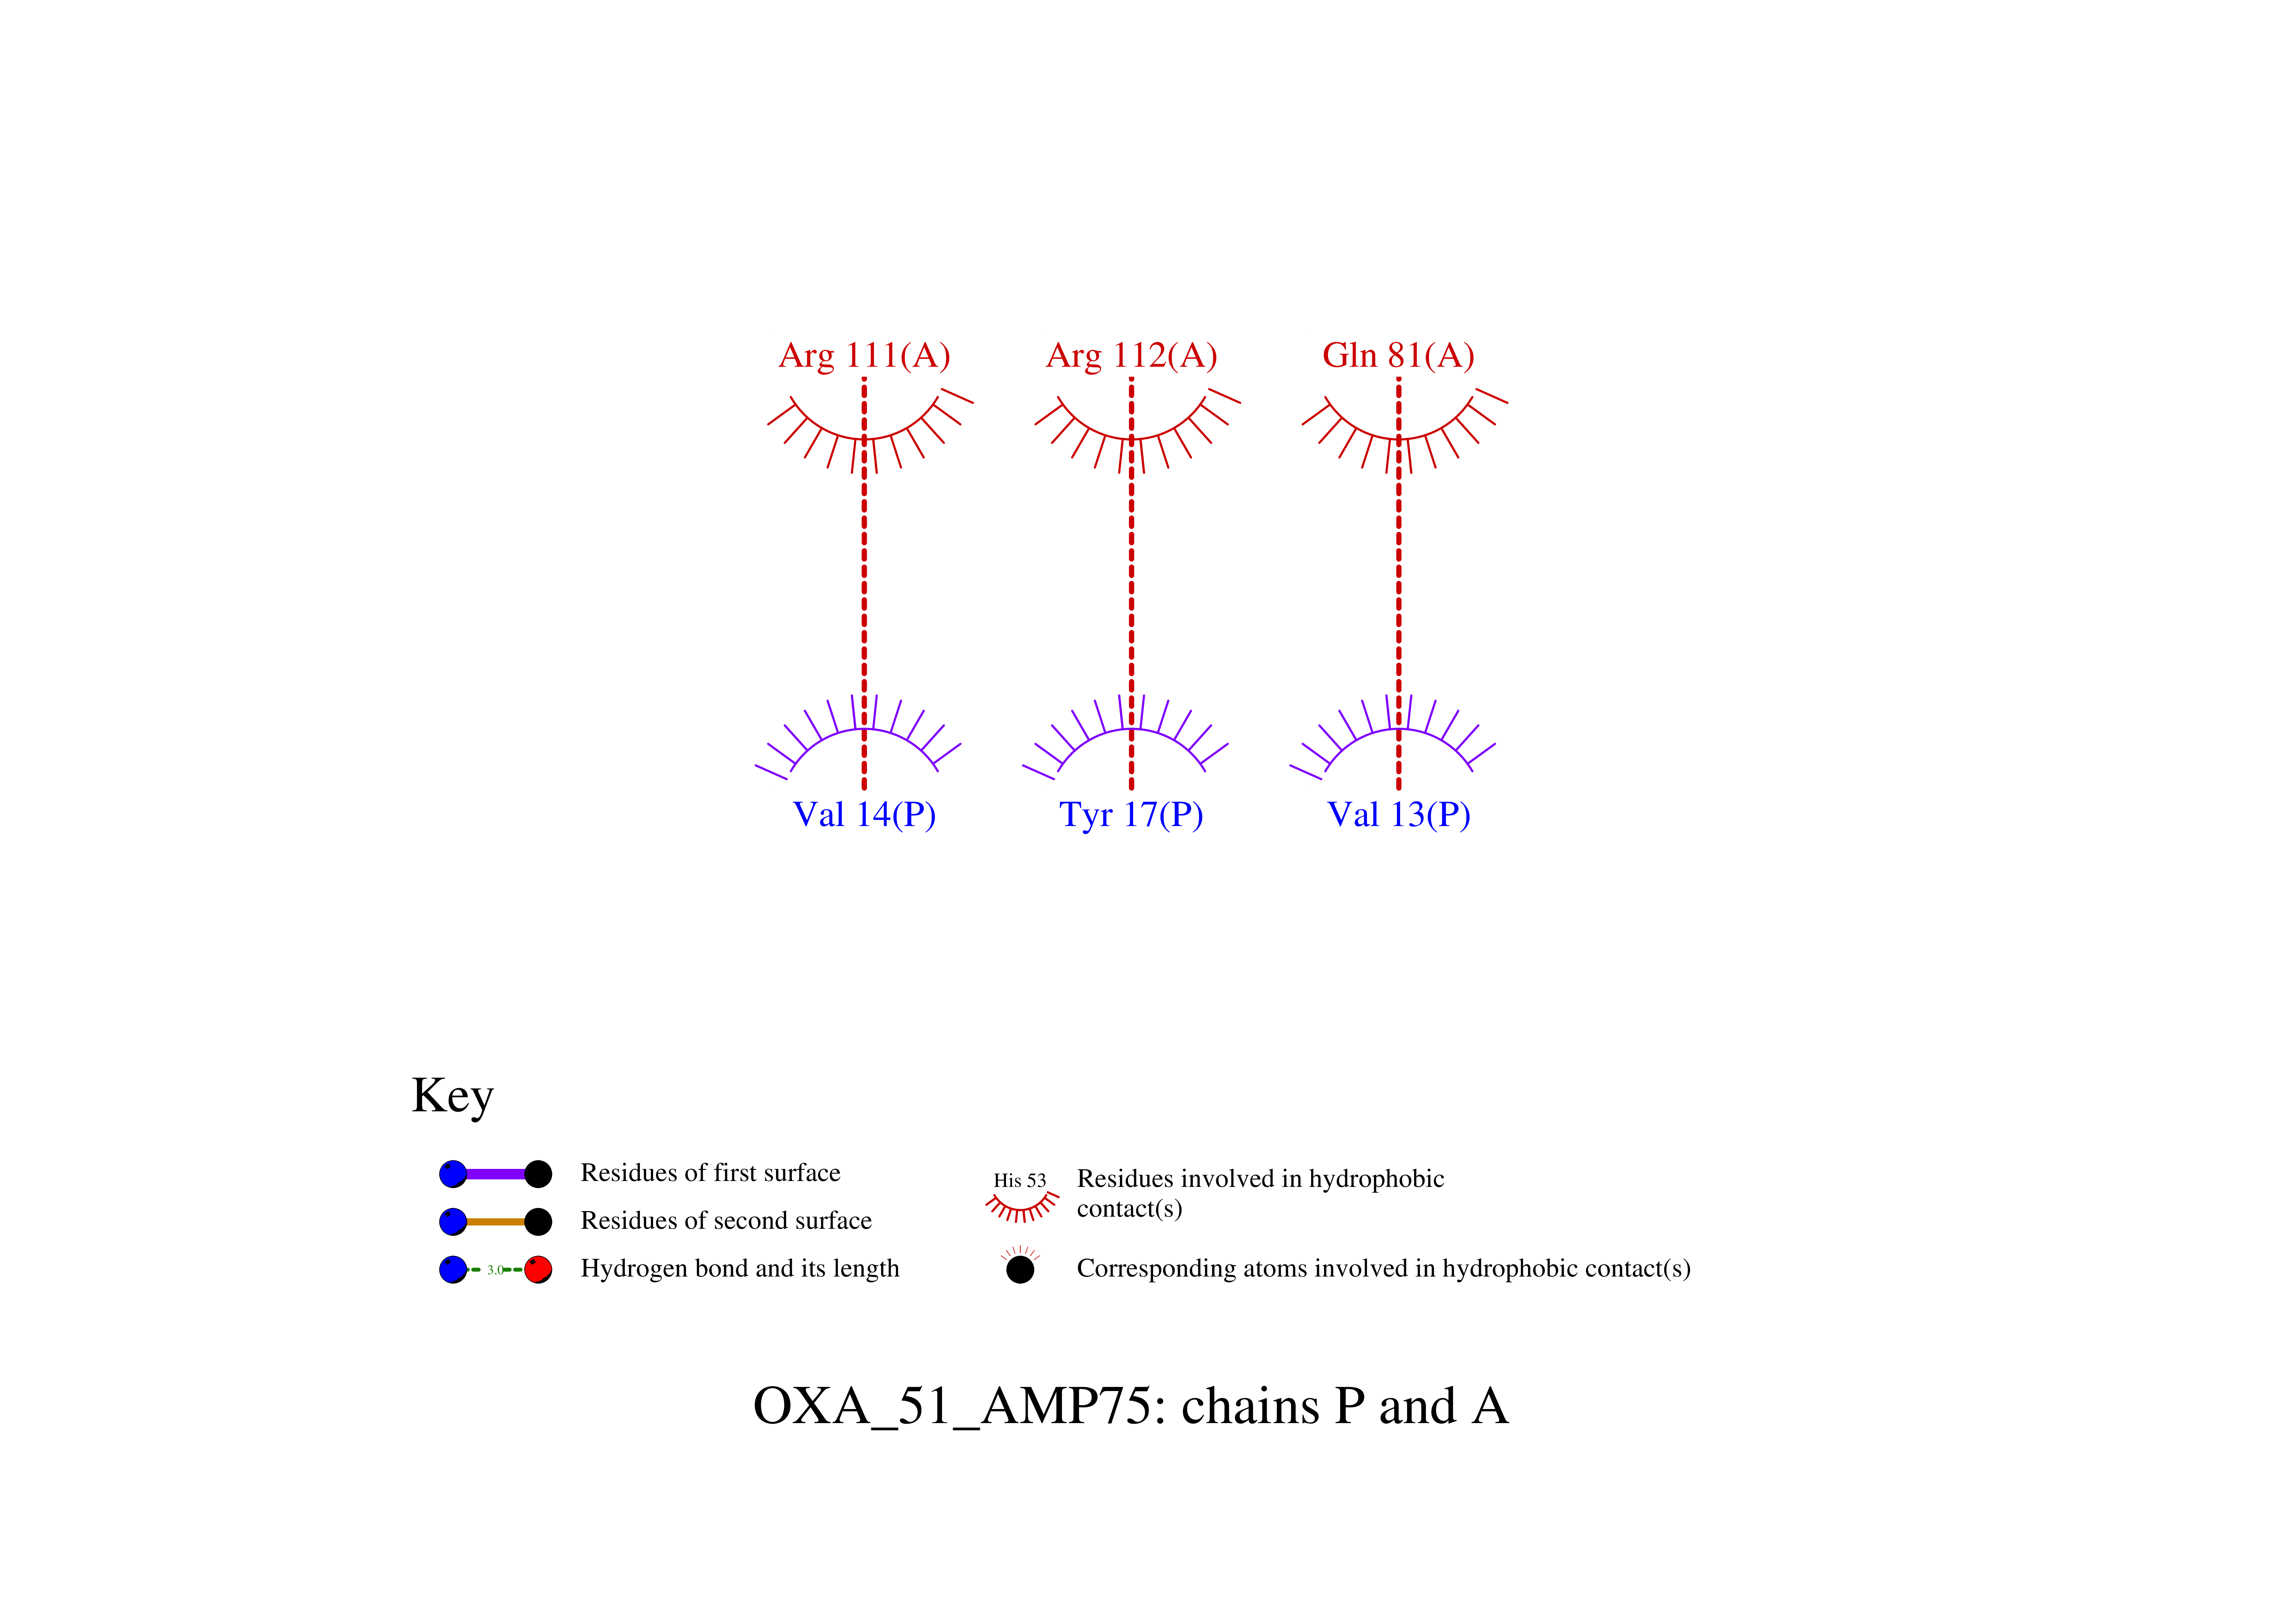 Arg 111(A) Arg 112(A) Gln 81(A)
Val 14(P) Tyr 17(P) Val 13(P)
Key
Residues of first surface
Residues of second surface
3.0 Hydrogen bond and its length
His 53 Residues involved in hydrophobic
contact(s)
Corresponding atoms involved in hydrophobic contact(s)
OXA_51_AMP75: chains P and A